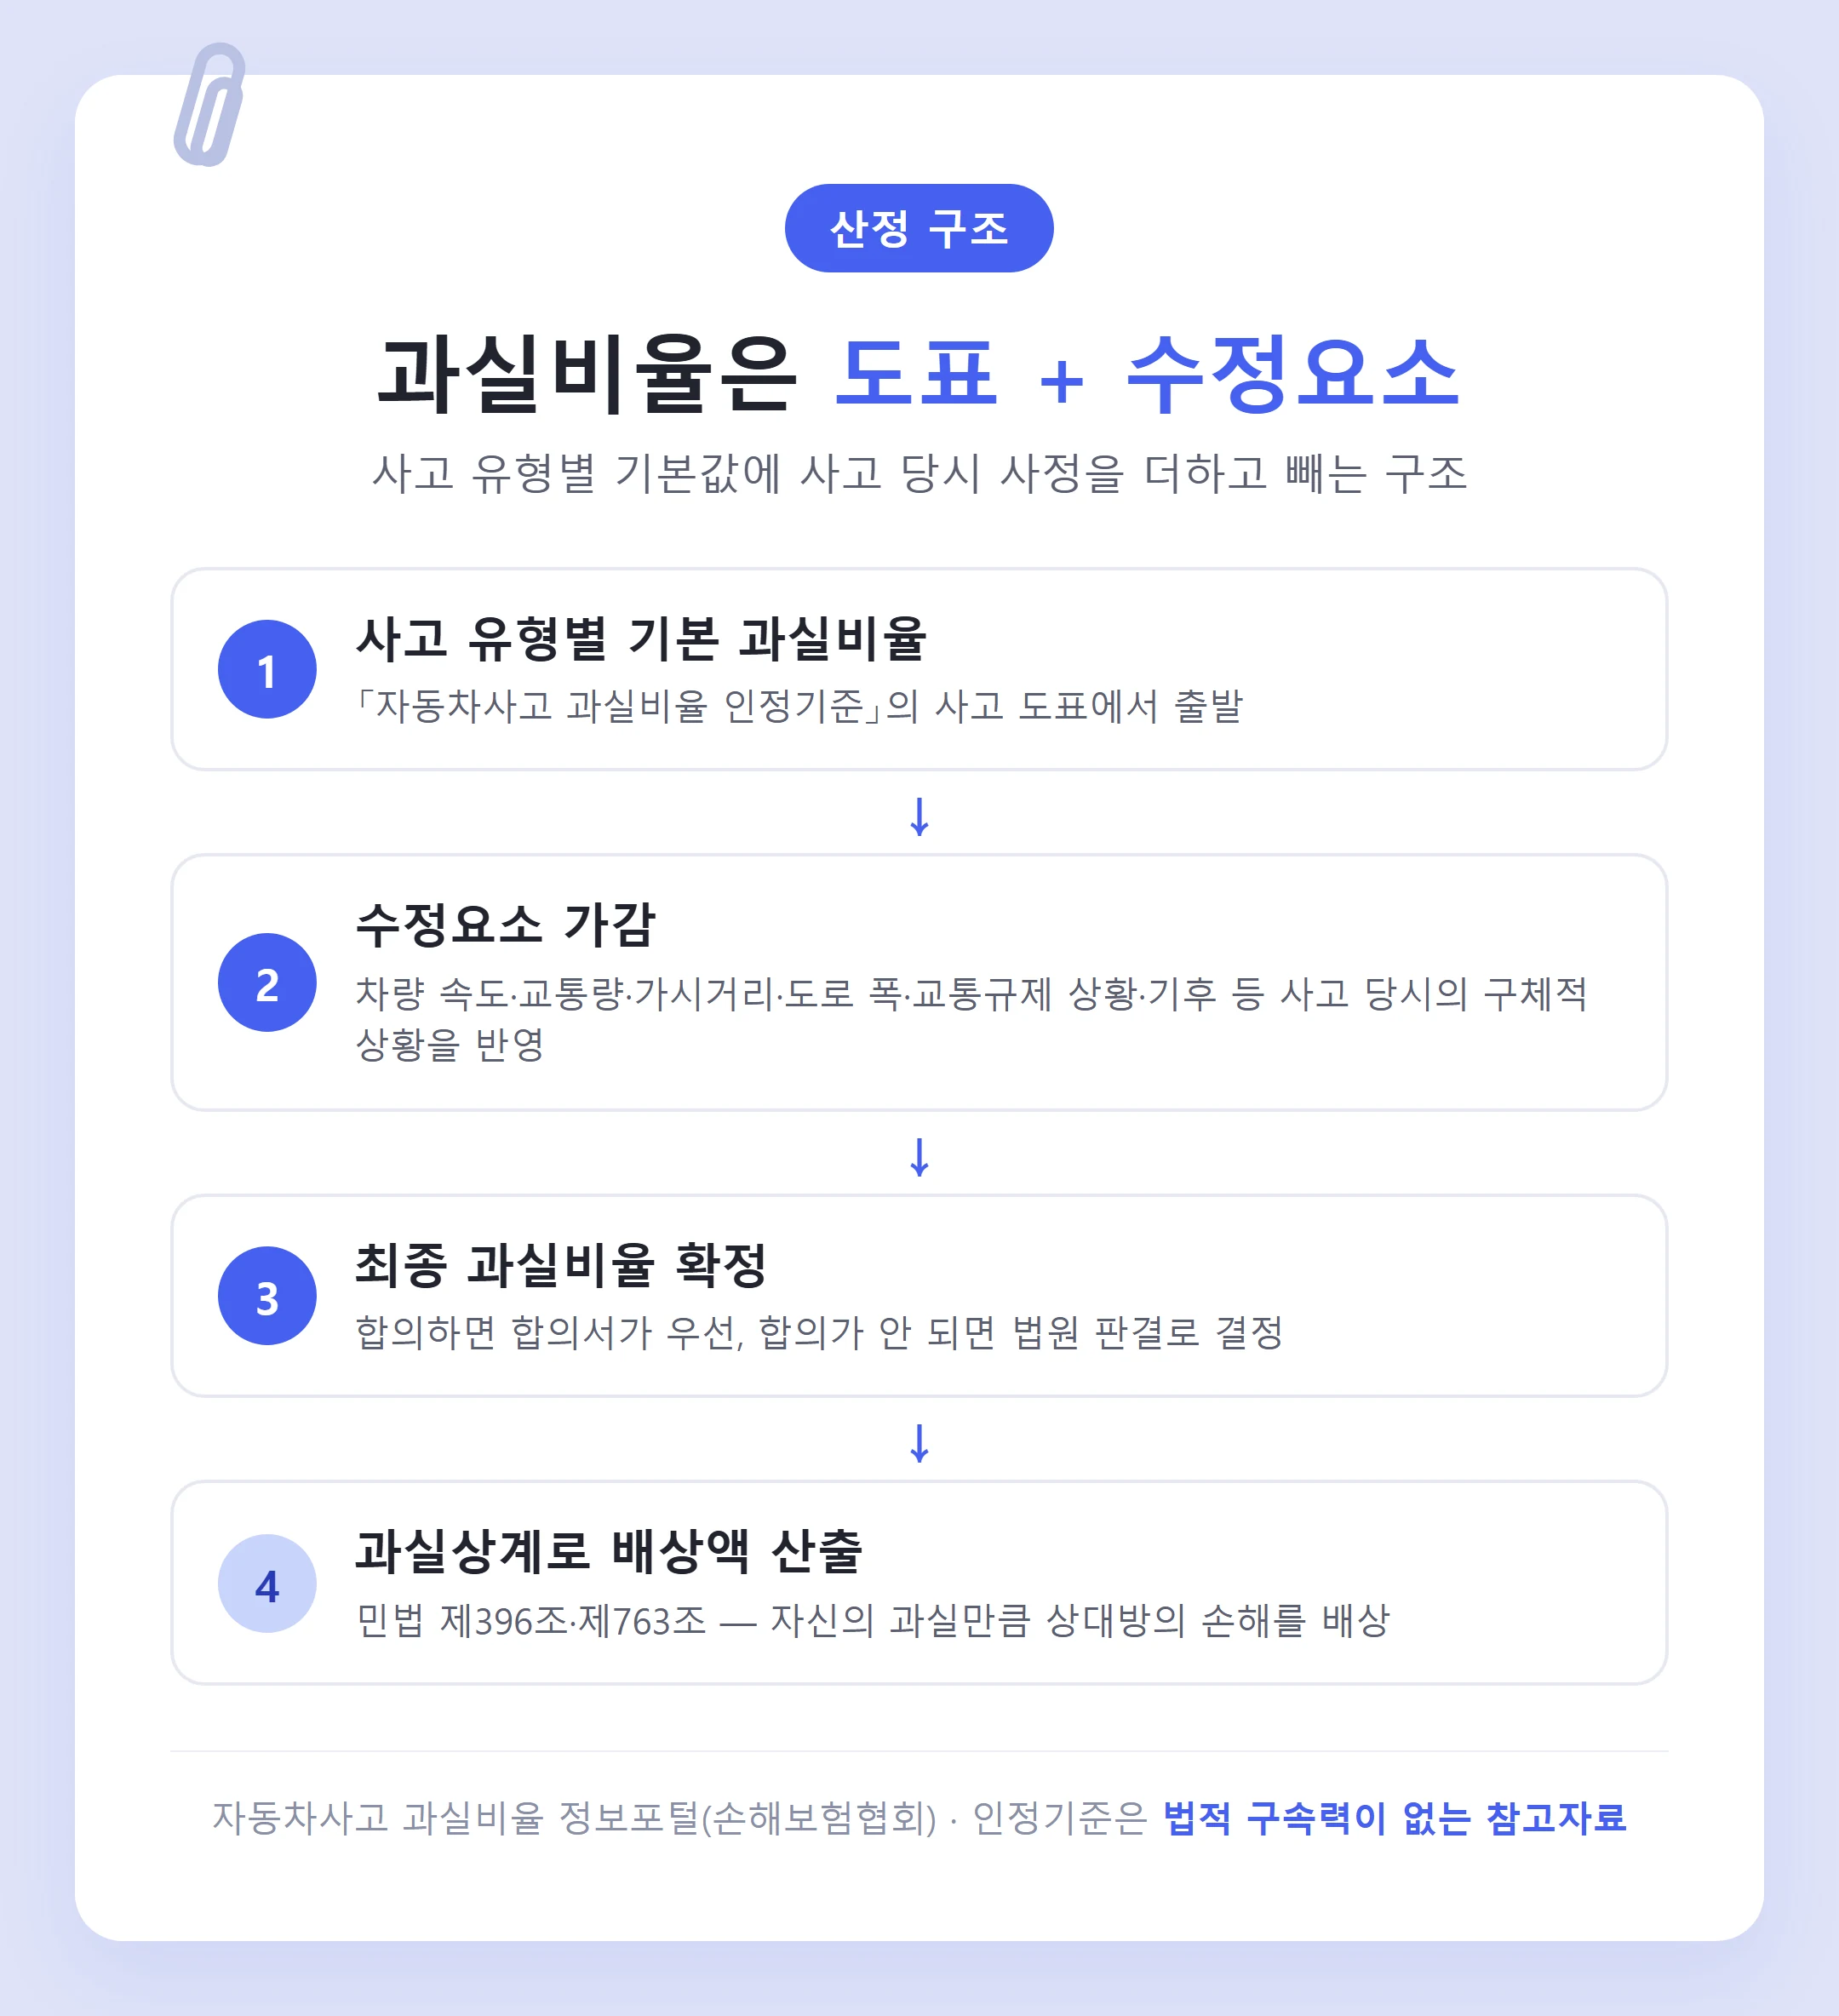 산정 구조
과실비율은 도표 + 수정요소
사고 유형별 기본값에 사고 당시 사정을 더하고 빼는 구조
1
사고 유형별 기본 과실비율
「자동차사고 과실비율 인정기준」의 사고 도표에서 출발
↓
2
수정요소 가감
차량 속도·교통량·가시거리·도로 폭·교통규제 상황·기후 등 사고 당시의 구체적
상황을 반영
↓
3
최종 과실비율 확정
합의하면 합의서가 우선, 합의가 안 되면 법원 판결로 결정
↓
4
과실상계로 배상액 산출
민법 제396조·제763조 — 자신의 과실만큼 상대방의 손해를 배상
자동차사고 과실비율 정보포털(손해보험협회) · 인정기준은 법적 구속력이 없는 참고자료